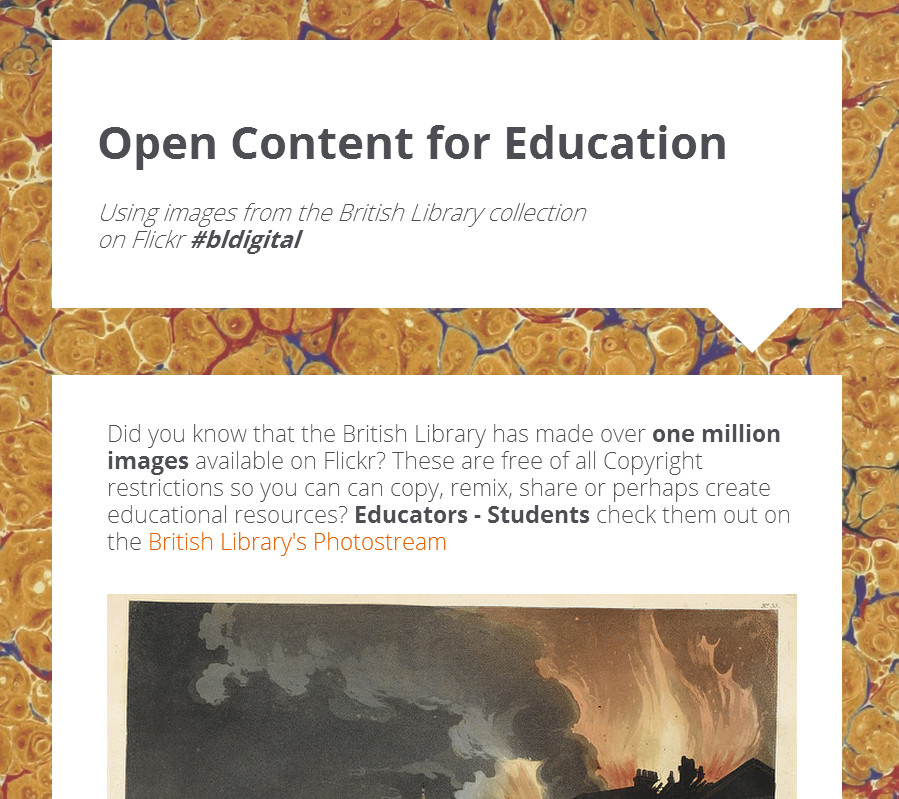 Open Content for Education
Using images from the British Library collection
on Flickr #bldigital
Did you know that the British Library has made over one million
images available on Flickr? These are free of all Copyright
restrictions so you can can copy, remix, share or perhaps create
educational resources? Educators - Students check them out on
the British Library's Photostream